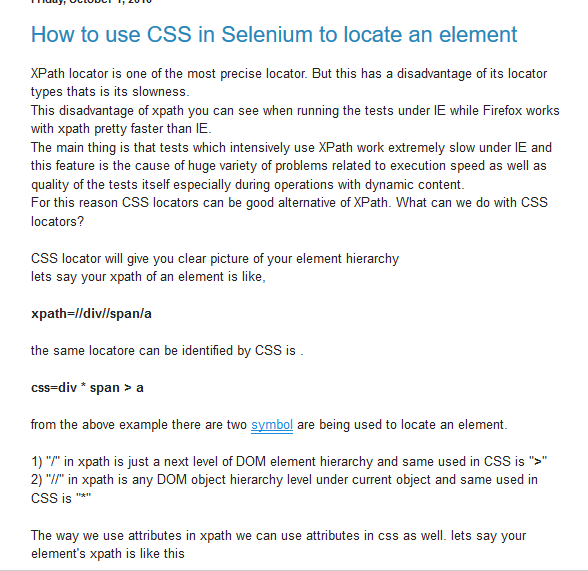 Friday, October 1, 2010
How to use CSS in Selenium to locate an element
XPath locator is one of the most precise locator. But this has a disadvantage of its locator
types thats is its slowness.
This disadvantage of xpath you can see when running the tests under IE while Firefox works
with xpath pretty faster than IE.
The main thing is that tests which intensively use XPath work extremely slow under IE and
this feature is the cause of huge variety of problems related to execution speed as well as
quality of the tests itself especially during operations with dynamic content.
For this reason CSS locators can be good alternative of XPath. What can we do with CSS
locators?
CSS locator will give you clear picture of your element hierarchy
lets say your xpath of an element is like,
xpath=//div//span/a
the same locatore can be identified by CSS is .
css=div * span > a
from the above example there are two symbol are being used to locate an element.
1) "/" in xpath is just a next level of DOM element hierarchy and same used in CSS is ">"
2) "//" in xpath is any DOM object hierarchy level under current object and same used in
CSS is "*"
The way we use attributes in xpath we can use attributes in css as well. lets say your
element's xpath is like this